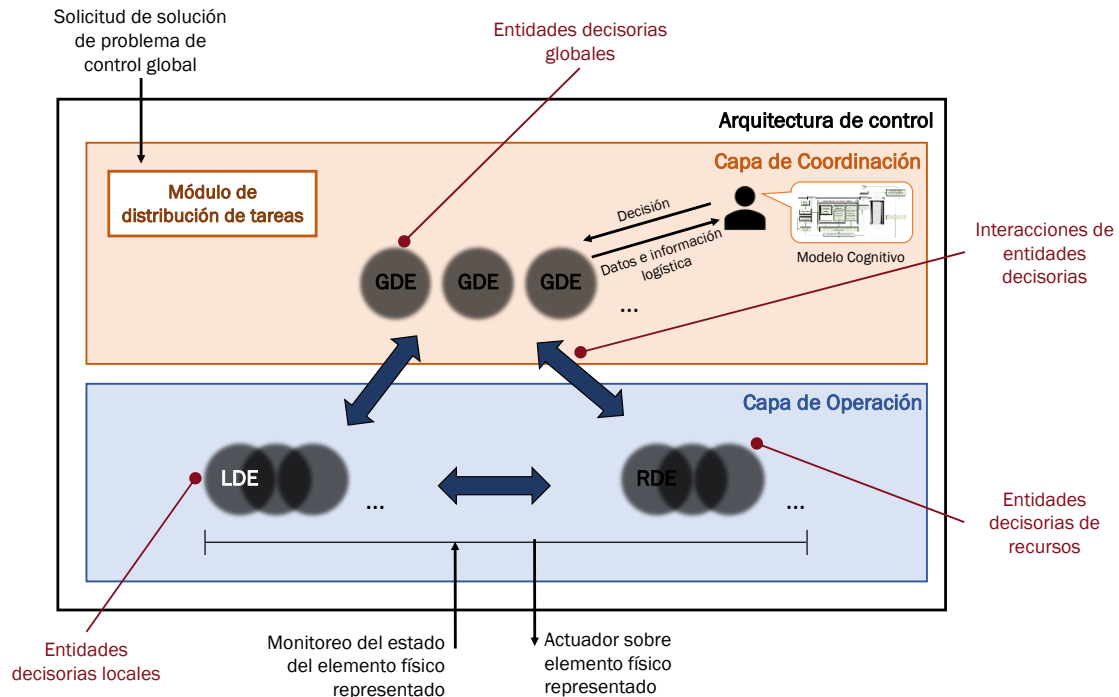 Solicitud de solución
de problema de
control global
Entidades decisorias
globales
Arquitectura de control
Capa de Coordinación
Módulo de
distribución de tareas
Decisión
Datos e información
logística
Modelo Cognitivo
Interacciones de
entidades
decisorias
GDE
GDE
GDE
...
Capa de Operación
LDE
...
RDE
...
Entidades
decisorias de
recursos
Entidades
decisorias locales
Monitoreo del estado
del elemento físico
representado
Actuador sobre
elemento físico
representado